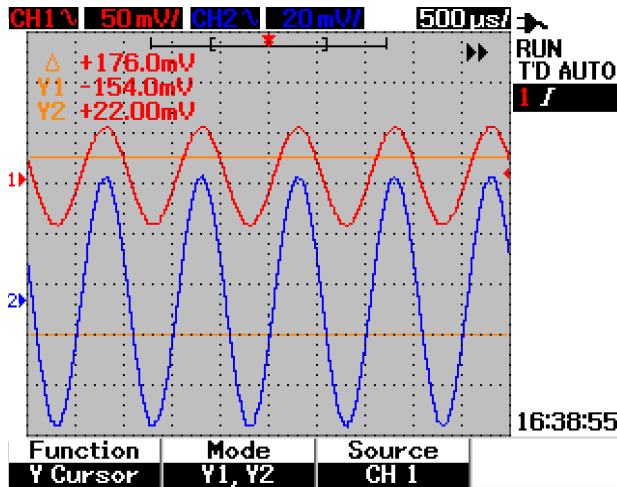 CH1 ∿ 50mV/ CH2 ∿ 20mV/ 500µs/
RUN
T'D AUTO
1
Δ +176.0mV
Y1 -154.0mV
Y2 +22.00mV
1
2
16:38:55
Function Mode Source
Y Cursor Y1, Y2 CH 1